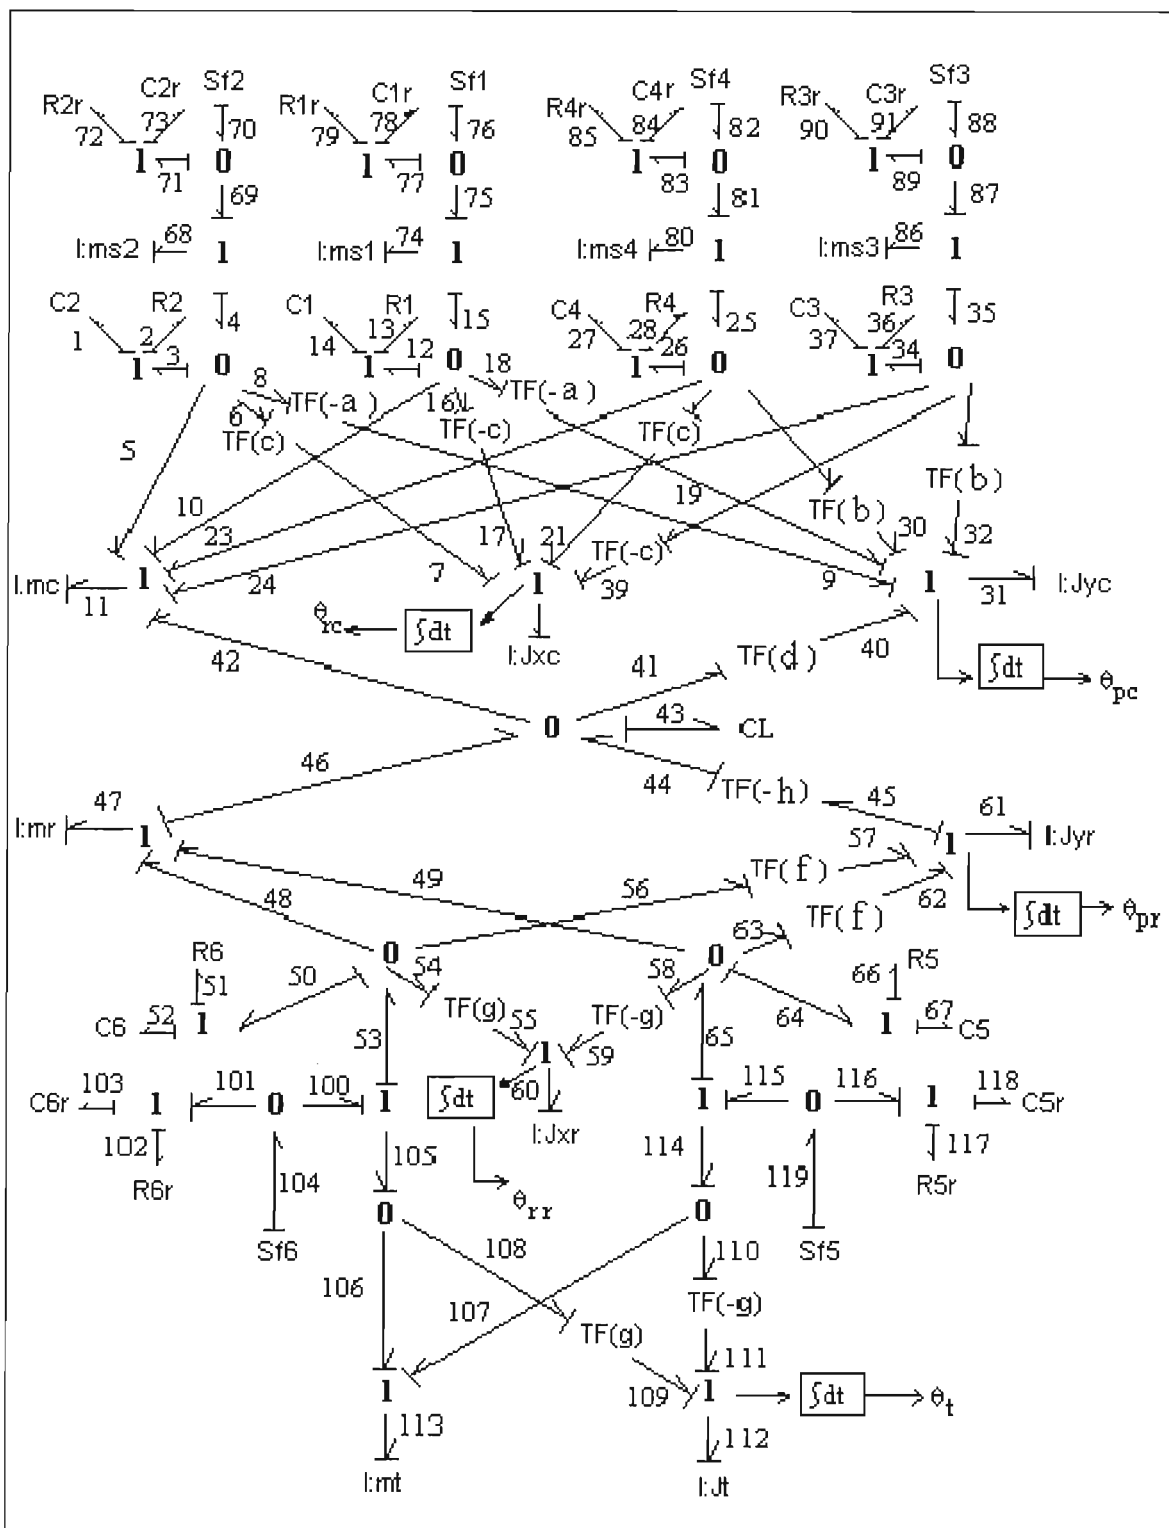 R2r C2r Sf2 R1r C1r Sf1 R4r C4r Sf4 R3r C3r Sf3
72 73 70 79 78 76 85 84 82 90 91 88
1 0 1 0 1 0 1 0
71 69 77 75 83 81 89 87
I:ms2 68 1 I:ms1 74 1 I:ms4 80 1 I:ms3 86 1
C2 R2 4 C1 R1 15 C4 R4 25 C3 R3 35
1 2 3 14 13 12 27 28 26 37 36 34
1 0 1 0 1 0 1 0
8 TF(-a) 18 TF(-a)
6 TF(c) 16 TF(-c) TF(c)
5 TF(b)
10 19 TF(b)
23 17 21 TF(-c) 30 32
I:mc 11 1 24 7 1 39 9 1 31 I:Jyc
θrc ∫dt I:Jxc
42 41 TF(d) 40 ∫dt θpc
0 43 CL
46 44 TF(-h) 45
I:mr 47 1 57 1 61 I:Jyr
49 56 TF(f) 62 ∫dt θpr
48 TF(f)
R6 0 54 58 0 63 R5
51 50 66
C6 52 1 TF(g) 55 TF(-g) 64 1 67 C5
53 1 59 65
103 101 100 60 115 116 118
C6r 1 0 1 ∫dt I:Jxr 1 0 1 C5r
102 105 114 117
R6r 104 θrr 119 R5r
0 0
Sf6 108 110 Sf5
106 107 TF(-g)
TF(g) 111
1 109 1 ∫dt θt
113 112
I:mt I:Jt